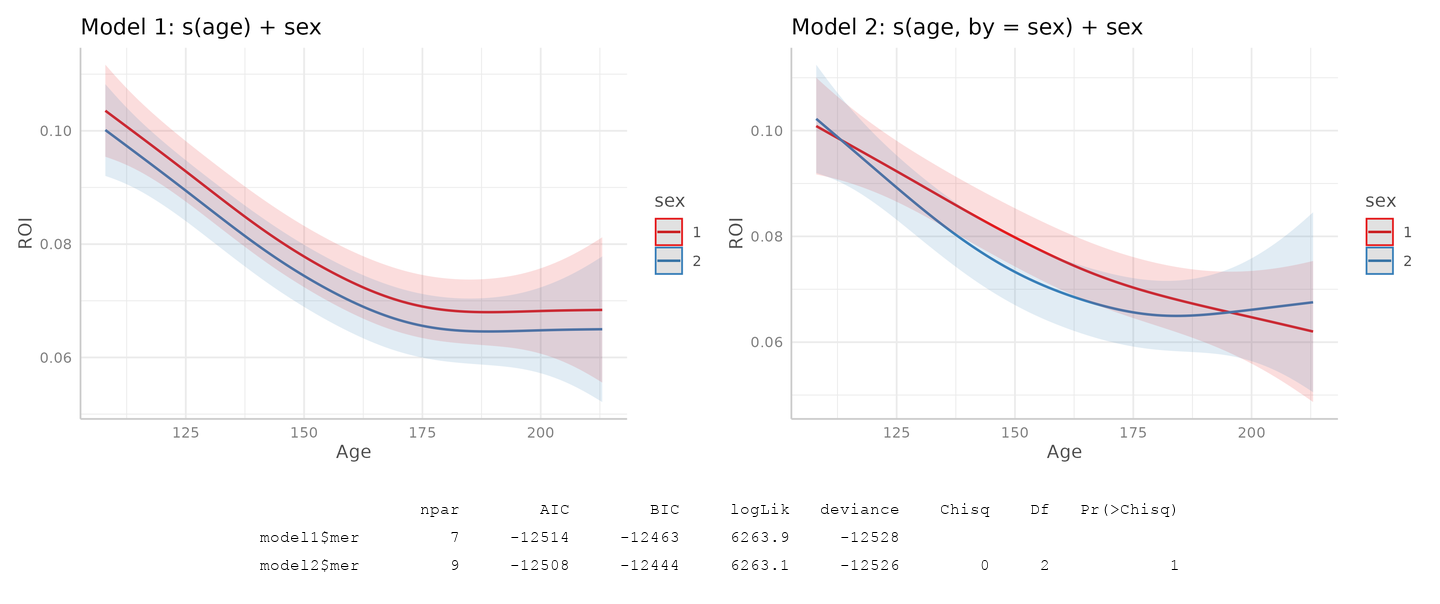 Model 1: s(age) + sex
Model 2: s(age, by = sex) + sex
ROI
0.10
0.08
0.06
125 150 175 200
Age
sex
1
2
ROI
0.10
0.08
0.06
125 150 175 200
Age
sex
1
2
npar AIC BIC logLik deviance Chisq Df Pr(>Chisq)
model1$mer 7 -12514 -12463 6263.9 -12528
model2$mer 9 -12508 -12444 6263.1 -12526 0 2 1